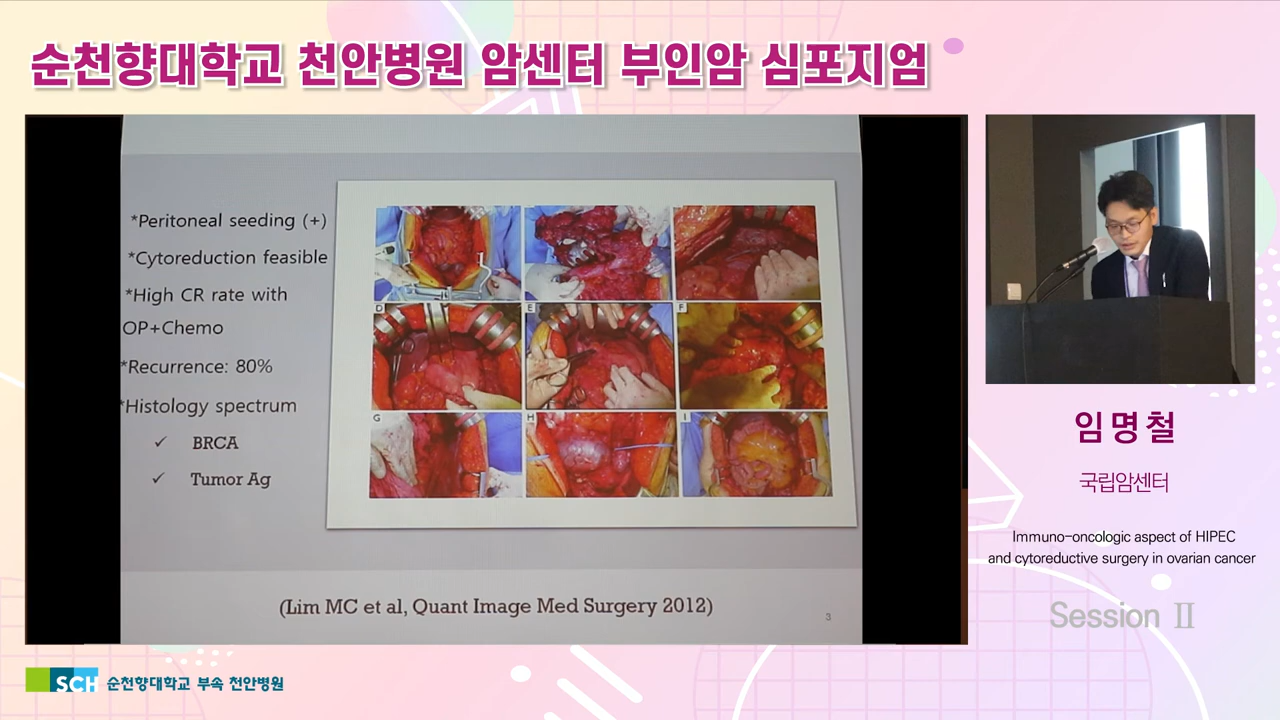 순천향대학교 천안병원 암센터 부인암 심포지엄
*Peritoneal seeding (+)
*Cytoreduction feasible
*High CR rate with
OP+Chemo
*Recurrence: 80%
*Histology spectrum
✓ BRCA
✓ Tumor Ag
D
E
F
G
H
I
(Lim MC et al, Quant Image Med Surgery 2012)
3
임명철
국립암센터
Immuno-oncologic aspect of HIPEC
and cytoreductive surgery in ovarian cancer
Session Ⅱ
SCH 순천향대학교 부속 천안병원